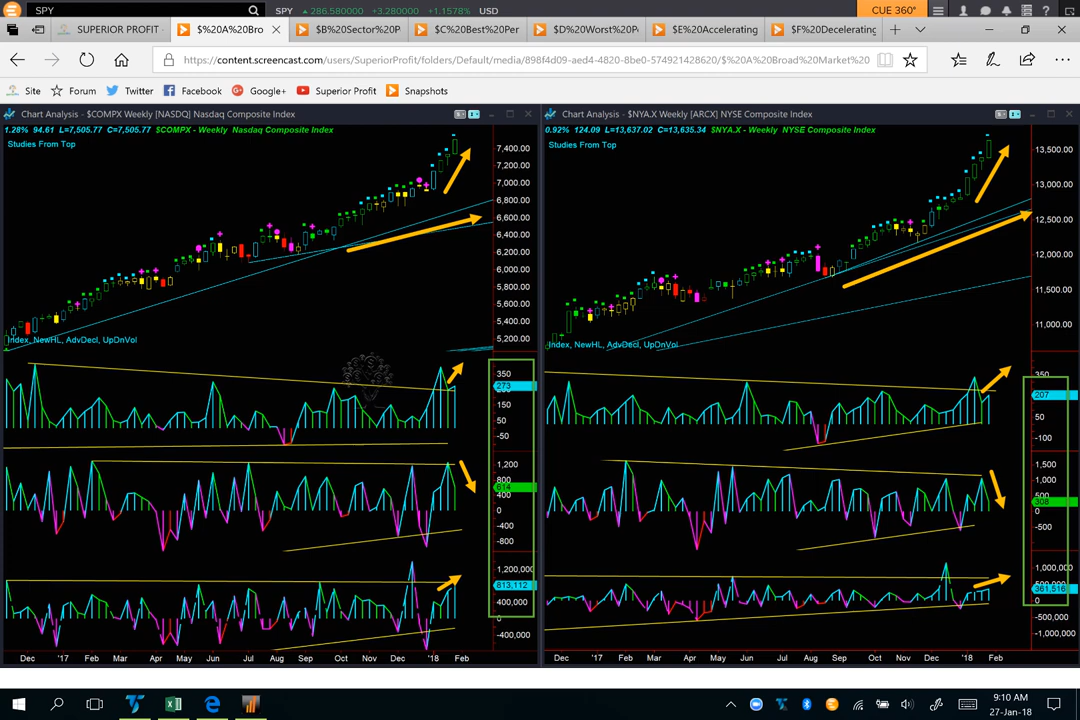 SPY
SPY 286.580000 +3.280000 +1.1578% USD
CUE 360°
SUPERIOR PROFIT
$%20A%20Bro
$B%20Sector%20P
$C%20Best%20Per
$D%20Worst%20P
$E%20Accelerating
$F%20Decelerating
https://content.screencast.com/users/SuperiorProfit/folders/Default/media/898f4d09-aed4-4820-8be0-574921428620/$%20A%20Broad%20Market%20
Site
Forum
Twitter
Facebook
Google+
Superior Profit
Snapshots
Chart Analysis - $COMPX Weekly [NASDQ] Nasdaq Composite Index
1.28% 94.61 L=7,505.77 C=7,505.77 $COMPX - Weekly Nasdaq Composite Index
Studies From Top
7,400.00
7,200.00
7,000.00
6,800.00
6,600.00
6,400.00
6,200.00
6,000.00
5,800.00
5,600.00
5,400.00
5,200.00
Index, NewHL, AdvDecl, UpDnVol
350
273
150
50
-50
1,200
800
614
400
0
-400
-800
1,200,000
813,112
400,000
0
-400,000
Dec '17 Feb Mar Apr May Jun Jul Aug Sep Oct Nov Dec '18 Feb
Chart Analysis - $NYA.X Weekly [ARCX] NYSE Composite Index
0.92% 124.09 L=13,637.02 C=13,635.34 $NYA.X - Weekly NYSE Composite Index
Studies From Top
13,500.00
13,000.00
12,500.00
12,000.00
11,500.00
11,000.00
Index, NewHL, AdvDecl, UpDnVol
350
207
50
-100
1,500
1,000
500
308
0
-500
1,000,000
500,000
361,516
0
-500,000
-1,000,000
Dec '17 Feb Mar Apr May Jun Jul Aug Sep Oct Nov Dec '18 Feb
9:10 AM
27-Jan-18